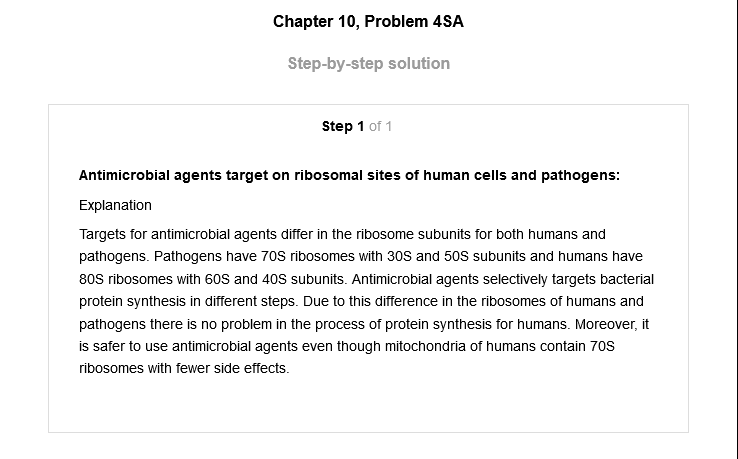 Chapter 10, Problem 4SA
Step-by-step solution
Step 1 of 1
Antimicrobial agents target on ribosomal sites of human cells and pathogens:
Explanation
Targets for antimicrobial agents differ in the ribosome subunits for both humans and
pathogens. Pathogens have 70S ribosomes with 30S and 50S subunits and humans have
80S ribosomes with 60S and 40S subunits. Antimicrobial agents selectively targets bacterial
protein synthesis in different steps. Due to this difference in the ribosomes of humans and
pathogens there is no problem in the process of protein synthesis for humans. Moreover, it
is safer to use antimicrobial agents even though mitochondria of humans contain 70S
ribosomes with fewer side effects.